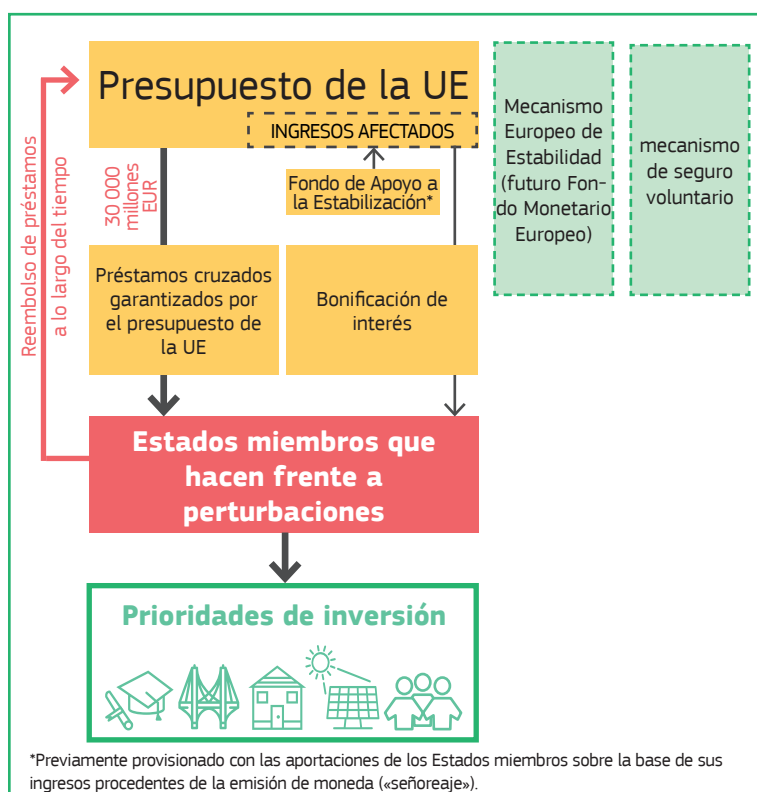 Presupuesto de la UE
INGRESOS AFECTADOS
Reembolso de préstamos
a lo largo del tiempo
30 000
millones
EUR
Fondo de Apoyo a
la Estabilización*
Préstamos cruzados
garantizados por
el presupuesto de
la UE
Bonificación de
interés
Mecanismo
Europeo de
Estabilidad
(futuro Fon-
do Monetario
Europeo)
mecanismo
de seguro
voluntario
Estados miembros que
hacen frente a
perturbaciones
Prioridades de inversión
*Previamente provisionado con las aportaciones de los Estados miembros sobre la base de sus
ingresos procedentes de la emisión de moneda («señoreaje»).